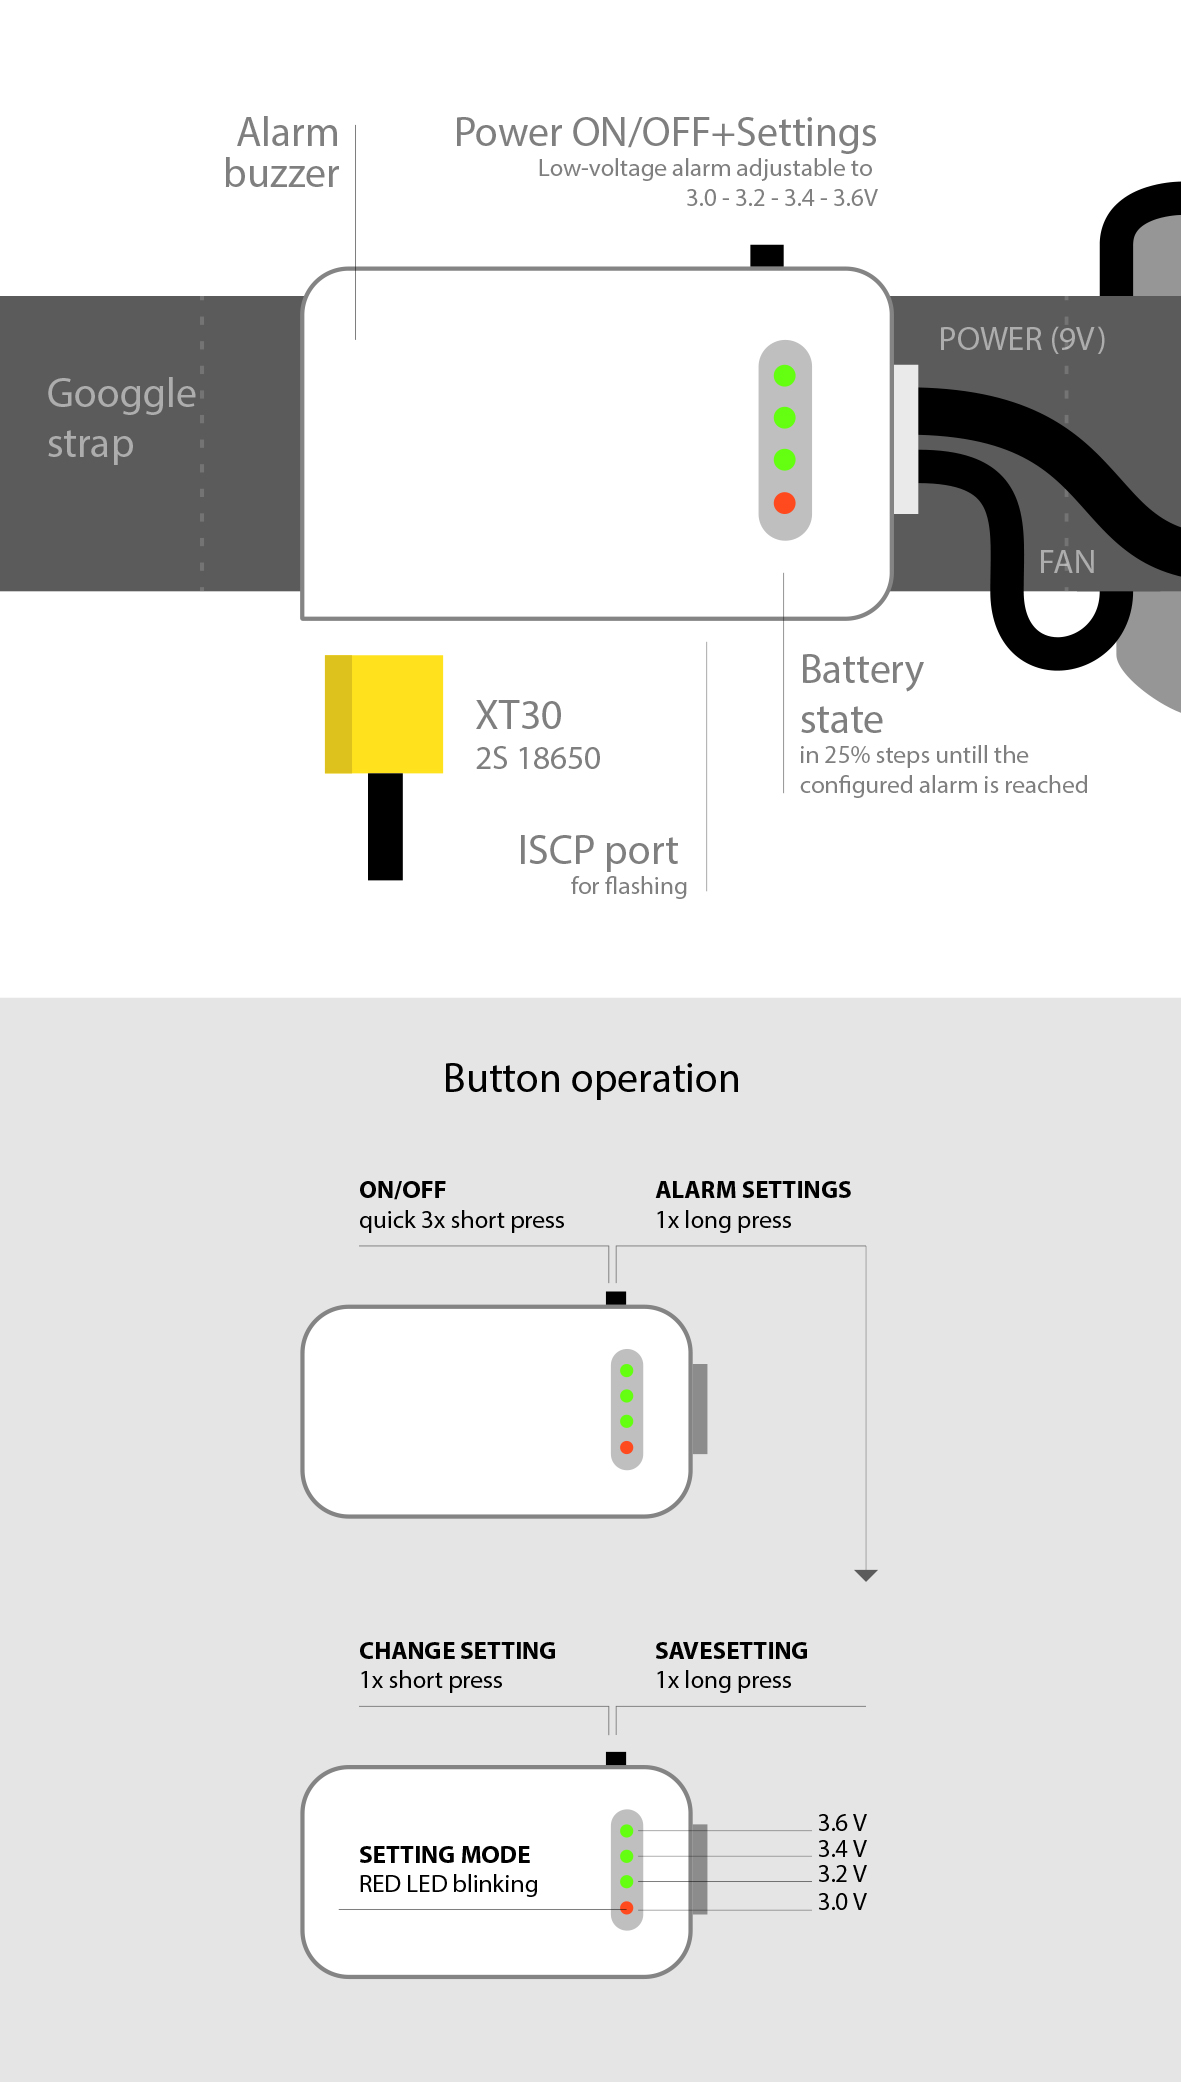 Alarm
buzzer
Power ON/OFF+Settings
Low-voltage alarm adjustable to
3.0 - 3.2 - 3.4 - 3.6V
POWER (9V)
Googgle
strap
FAN
Battery
state
in 25% steps untill the
configured alarm is reached
XT30
2S 18650
ISCP port
for flashing
Button operation
ON/OFF
quick 3x short press
ALARM SETTINGS
1x long press
CHANGE SETTING
1x short press
SAVESETTING
1x long press
SETTING MODE
RED LED blinking
3.6 V
3.4 V
3.2 V
3.0 V